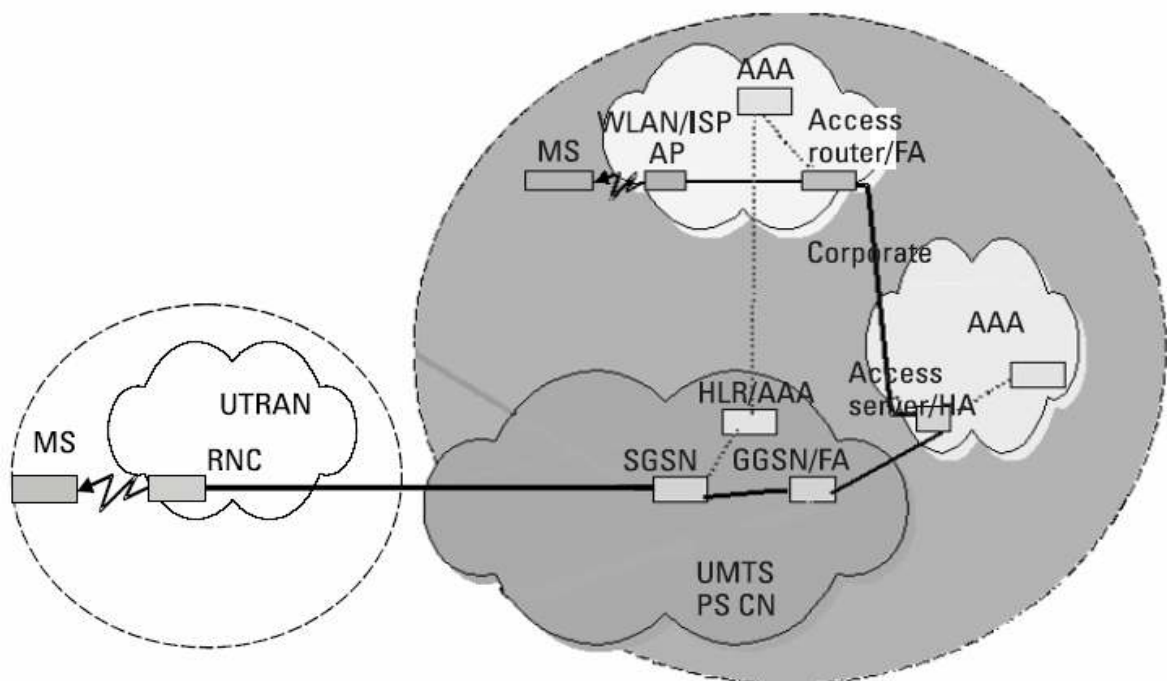 AAA
WLAN/ISP
AP
Access
router/FA
MS
Corporate
AAA
Access
server/HA
HLR/AAA
UTRAN
MS
RNC
SGSN
GGSN/FA
UMTS
PS CN